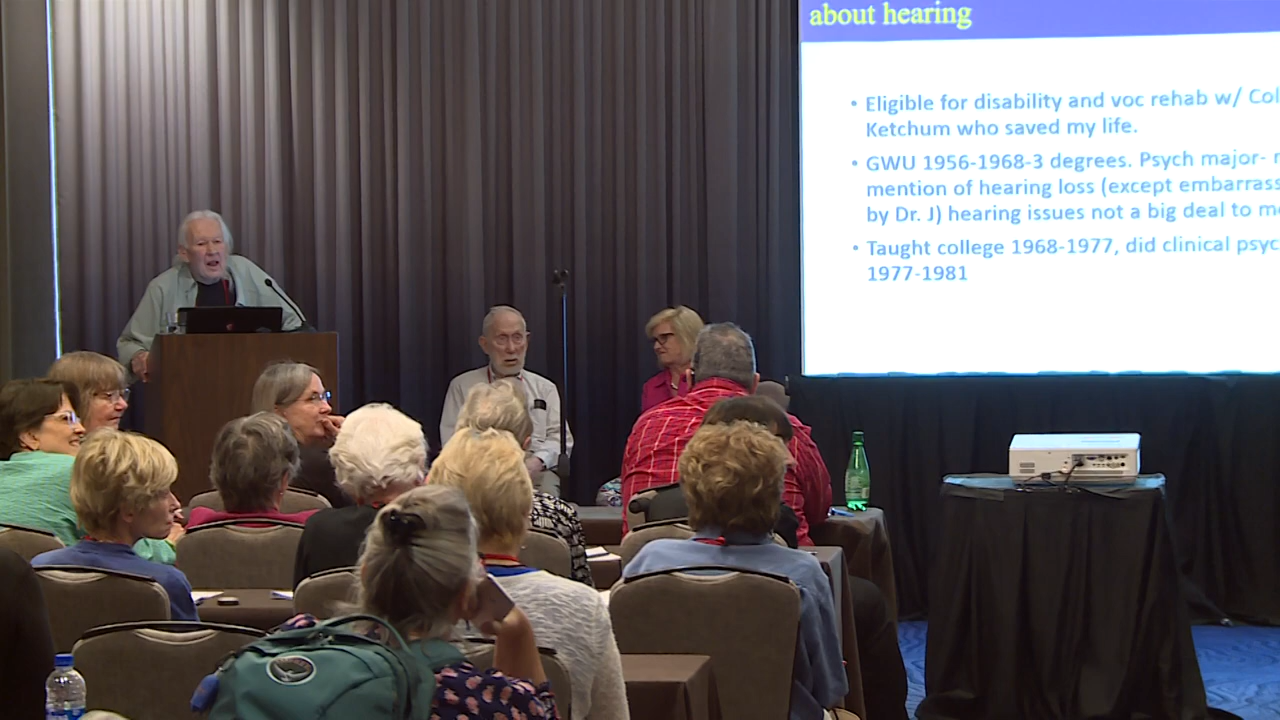 about hearing
• Eligible for disability and voc rehab w/ Col
Ketchum who saved my life.
• GWU 1956-1968-3 degrees. Psych major-
mention of hearing loss (except embarrass
by Dr. J) hearing issues not a big deal to m
• Taught college 1968-1977, did clinical psyc
1977-1981